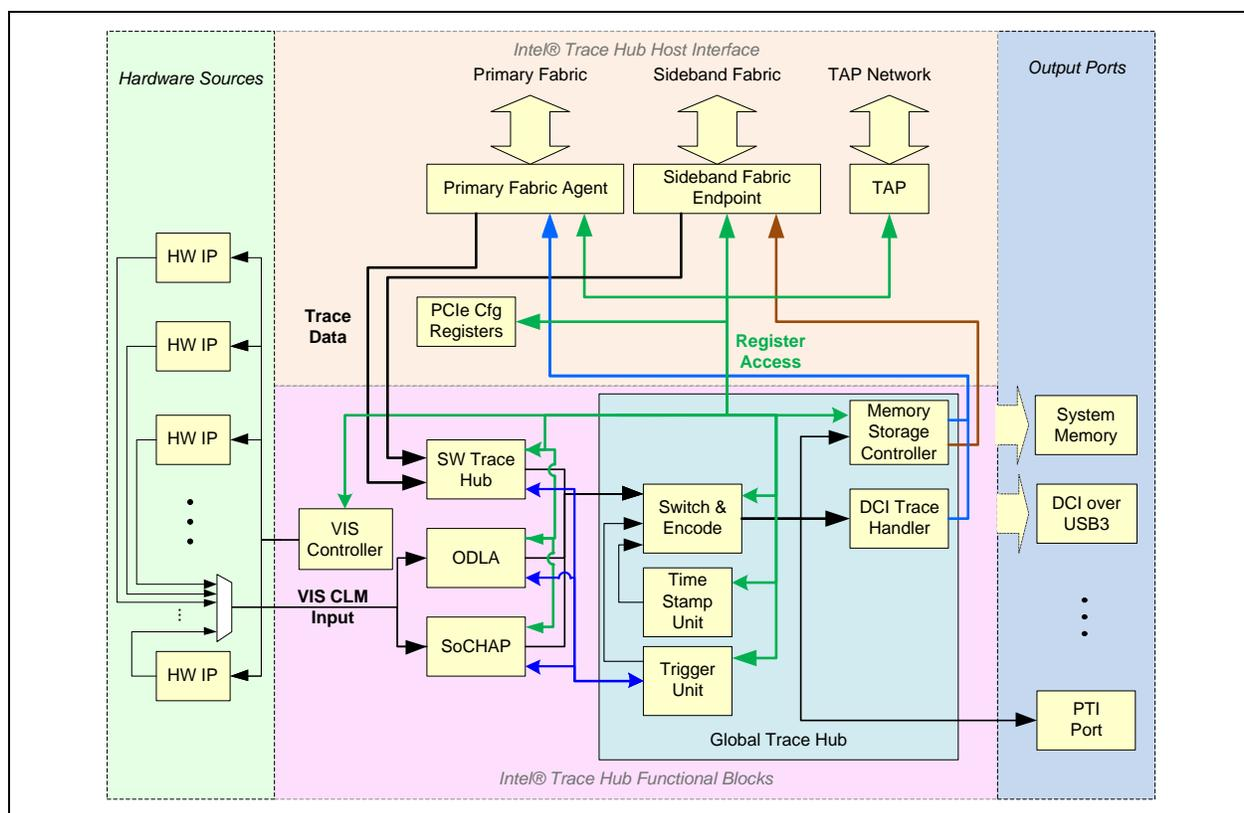 Intel® Trace Hub Host Interface
Hardware Sources
Output Ports
Primary Fabric
Sideband Fabric
TAP Network
Primary Fabric Agent
Sideband Fabric
Endpoint
TAP
HW IP
HW IP
HW IP
HW IP
Trace
Data
PCIe Cfg
Registers
Register
Access
VIS
Controller
VIS CLM
Input
SW Trace
Hub
ODLA
SoCHAP
Switch &
Encode
Time
Stamp
Unit
Trigger
Unit
Memory
Storage
Controller
DCI Trace
Handler
Global Trace Hub
System
Memory
DCI over
USB3
PTI
Port
Intel® Trace Hub Functional Blocks